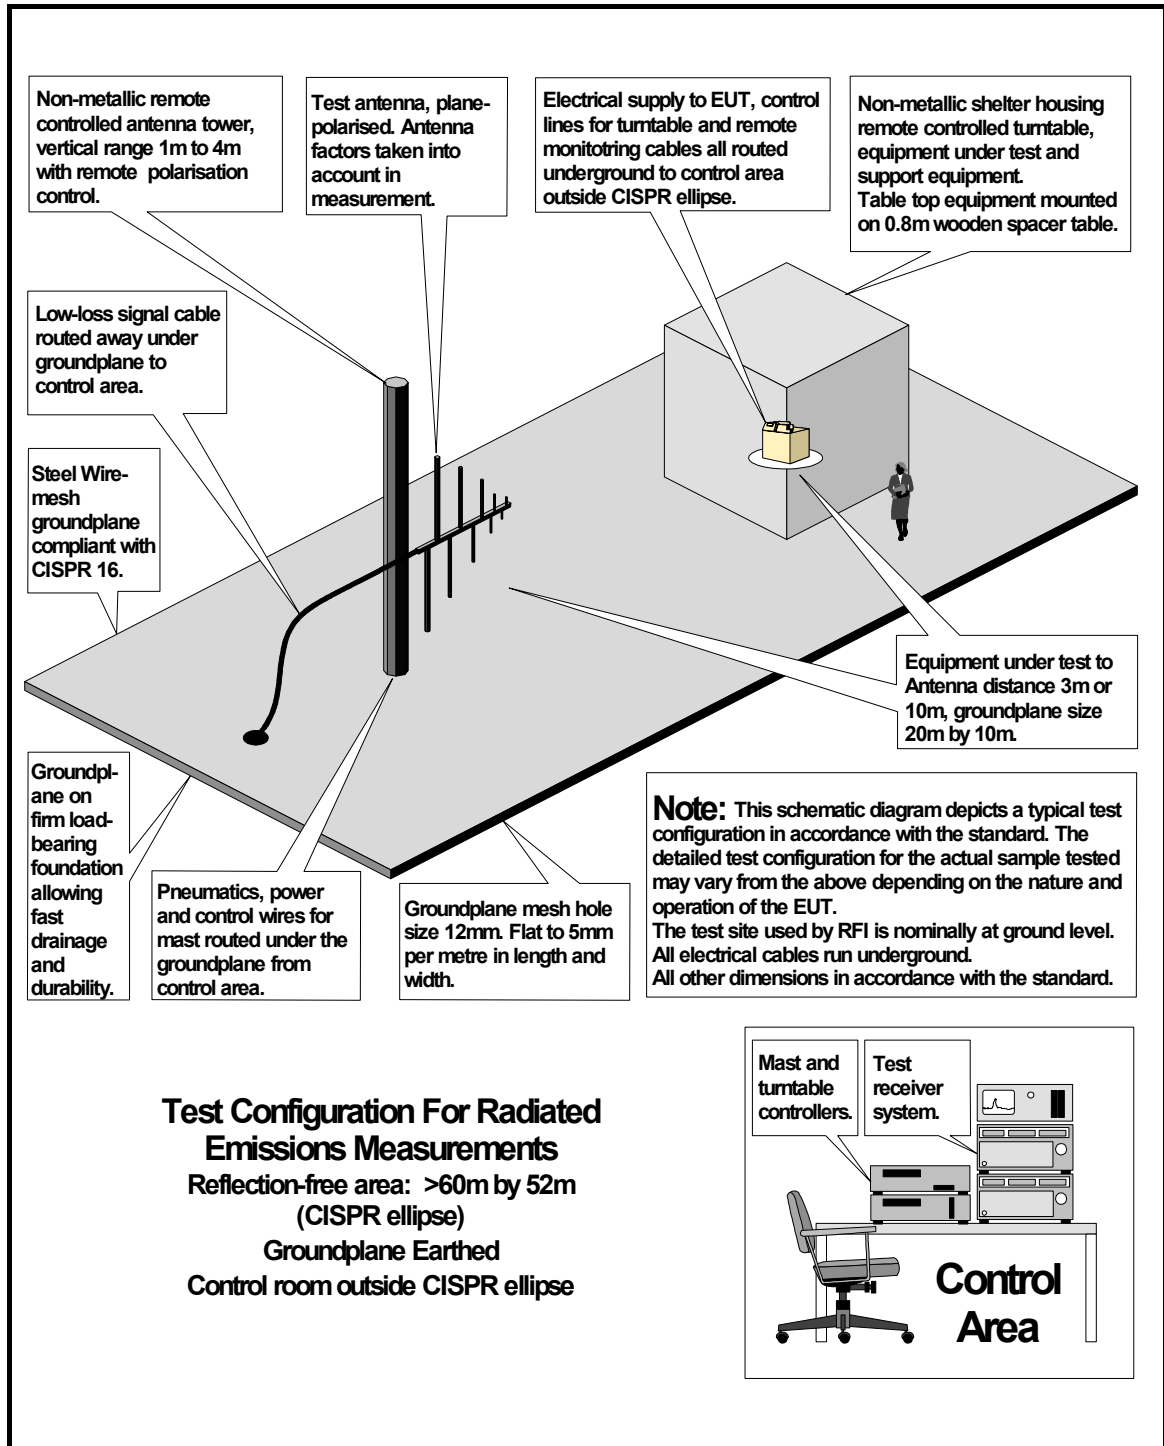 Non-metallic remote
controlled antenna tower,
vertical range 1m to 4m
with remote polarisation
control.
Test antenna, plane-
polarised. Antenna
factors taken into
account in
measurement.
Electrical supply to EUT, control
lines for turntable and remote
monitotring cables all routed
underground to control area
outside CISPR ellipse.
Non-metallic shelter housing
remote controlled turntable,
equipment under test and
support equipment.
Table top equipment mounted
on 0.8m wooden spacer table.
Low-loss signal cable
routed away under
groundplane to
control area.
Steel Wire-
mesh
groundplane
compliant with
CISPR 16.
Equipment under test to
Antenna distance 3m or
10m, groundplane size
20m by 10m.
Groundpl-
ane on
firm load-
bearing
foundation
allowing
fast
drainage
and
durability.
Pneumatics, power
and control wires for
mast routed under the
groundplane from
control area.
Groundplane mesh hole
size 12mm. Flat to 5mm
per metre in length and
width.
Note: This schematic diagram depicts a typical test
configuration in accordance with the standard. The
detailed test configuration for the actual sample tested
may vary from the above depending on the nature and
operation of the EUT.
The test site used by RFI is nominally at ground level.
All electrical cables run underground.
All other dimensions in accordance with the standard.
Test Configuration For Radiated
Emissions Measurements
Reflection-free area: >60m by 52m
(CISPR ellipse)
Groundplane Earthed
Control room outside CISPR ellipse
Mast and
turntable
controllers.
Test
receiver
system.
Control
Area